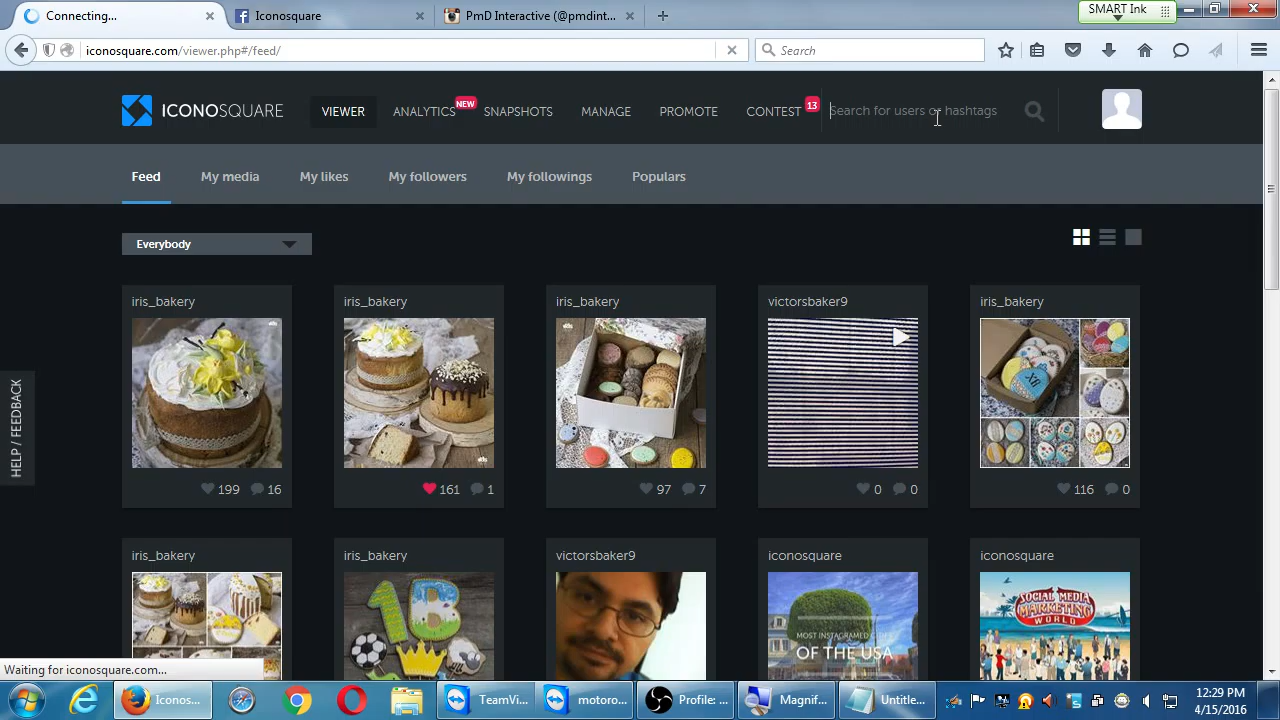 Connecting...
Iconosquare
PmD Interactive (@pmdint...
SMART Ink
iconosquare.com/viewer.php#/feed/
Search
ICONOSQUARE
VIEWER
ANALYTICS
NEW
SNAPSHOTS
MANAGE
PROMOTE
CONTEST
13
Search for users or hashtags
Feed
My media
My likes
My followers
My followings
Populars
Everybody
iris_bakery
iris_bakery
iris_bakery
victorsbaker9
iris_bakery
HELP / FEEDBACK
199
16
161
1
97
7
0
0
116
0
iris_bakery
iris_bakery
victorsbaker9
iconosquare
iconosquare
MOST INSTAGRAMED CITIES
OF THE USA
SOCIAL MEDIA
MARKETING
WORLD
Waiting for iconosquare.com...
Iconos...
TeamVi...
motoro...
Profile: ...
Magnif...
Untitle...
12:29 PM
4/15/2016